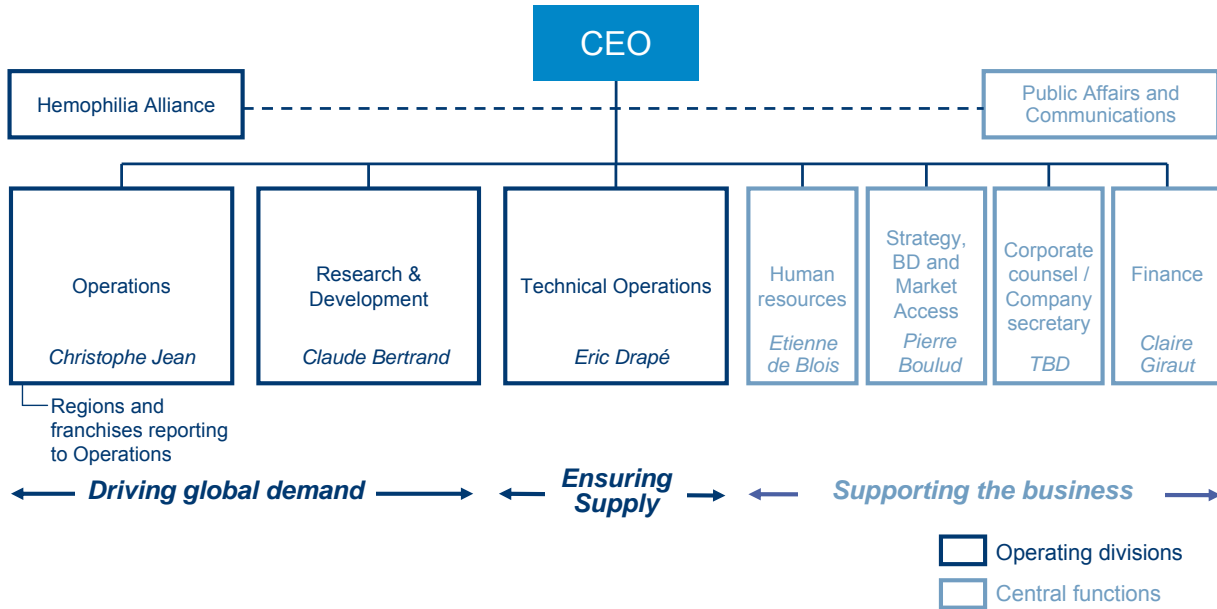 CEO
Hemophilia Alliance
Public Affairs and
Communications
Operations
Christophe Jean
Research &
Development
Claude Bertrand
Technical Operations
Eric Drapé
Human
resources
Etienne
de Blois
Strategy,
BD and
Market
Access
Pierre
Boulud
Corporate
counsel /
Company
secretary
TBD
Finance
Claire
Giraut
Regions and
franchises reporting
to Operations
Driving global demand
Ensuring
Supply
Supporting the business
Operating divisions
Central functions